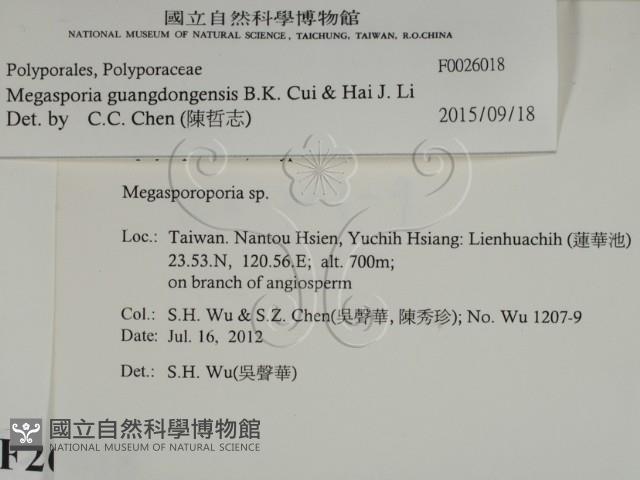 國立自然科學博物館
NATIONAL MUSEUM OF NATURAL SCIENCE, TAICHUNG, TAIWAN, R.O.CHINA
Polyporales, Polyporaceae F0026018
Megasporia guangdongensis B.K. Cui & Hai J. Li
Det. by C.C. Chen (陳哲志) 2015/09/18
Megasporoporia sp.
Loc.: Taiwan. Nantou Hsien, Yuchih Hsiang: Lienhuachih (蓮華池)
23.53.N, 120.56.E; alt. 700m;
on branch of angiosperm
Col.: S.H. Wu & S.Z. Chen(吳聲華, 陳秀珍); No. Wu 1207-9
Date: Jul. 16, 2012
Det.: S.H. Wu(吳聲華)
國立自然科學博物館
NATIONAL MUSEUM OF NATURAL SCIENCE